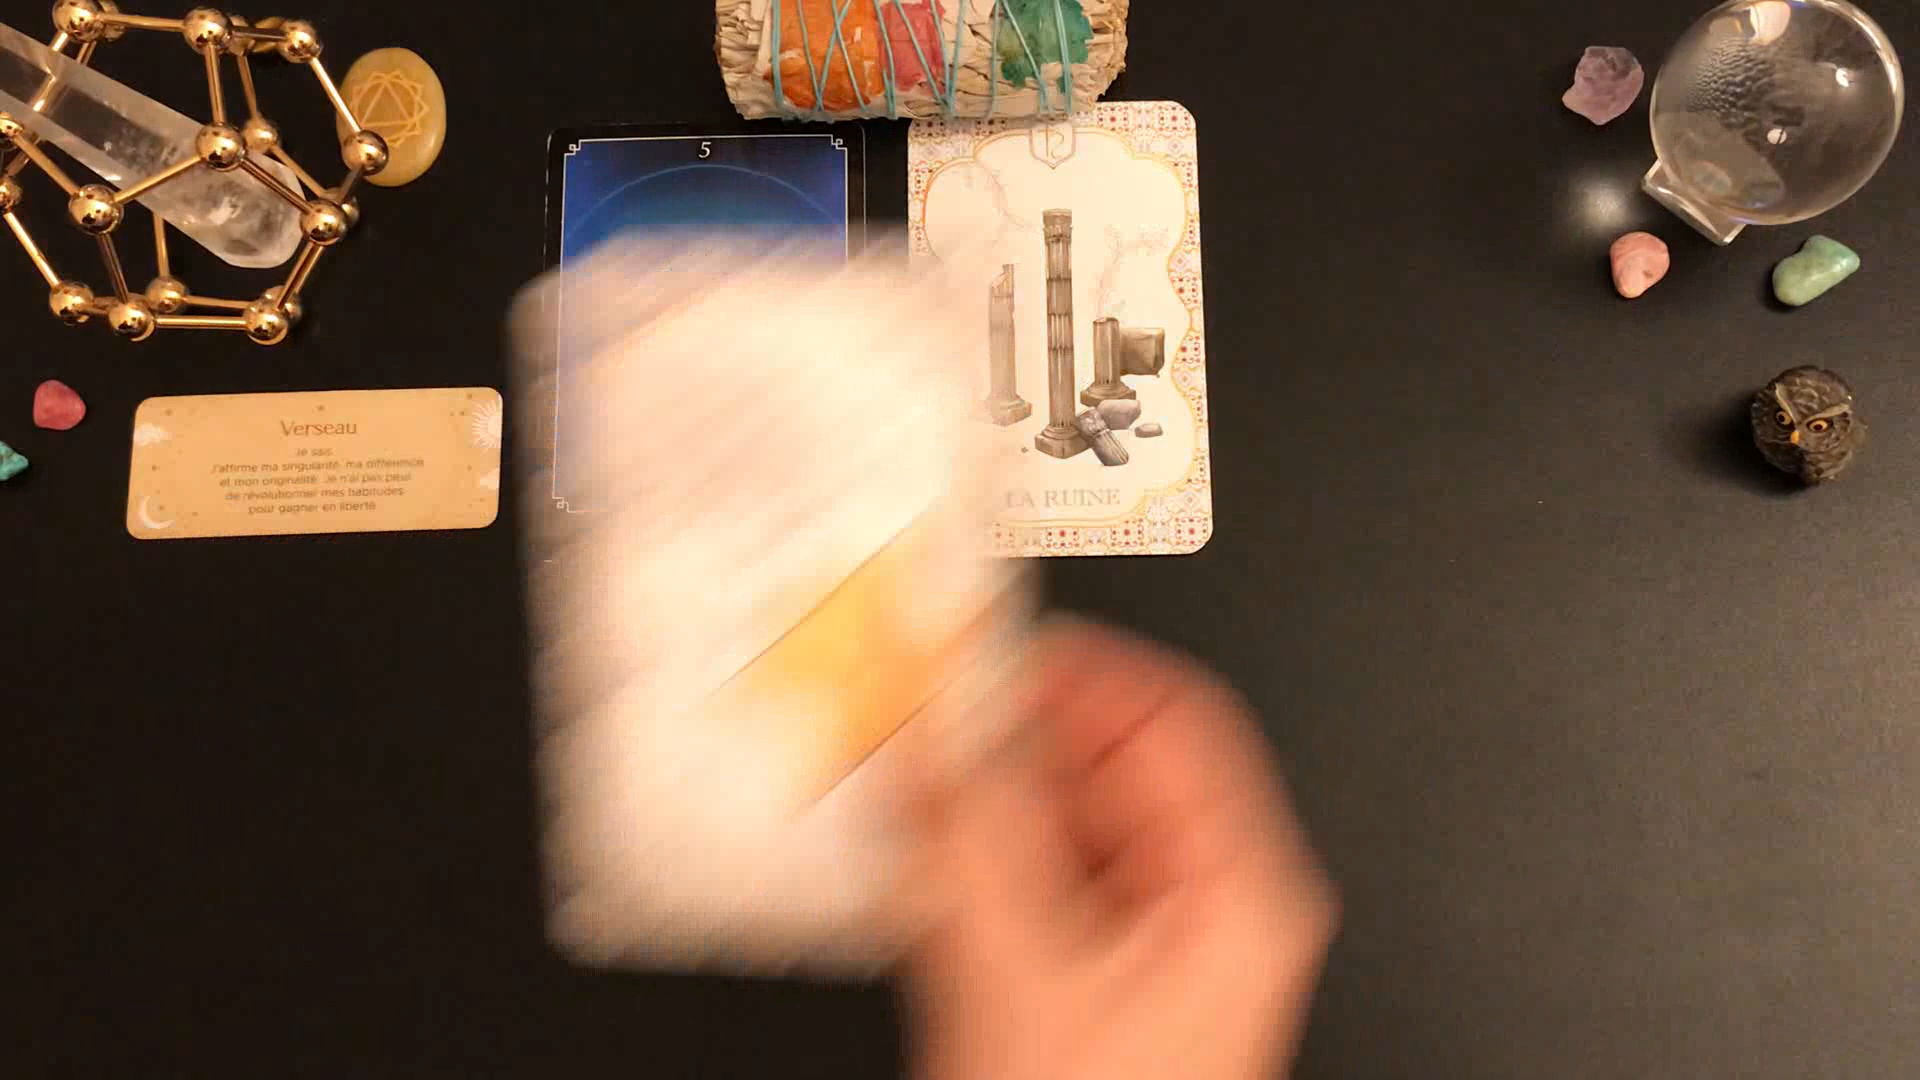 5
Verseau
Je sais
J'affirme ma singularité, ma différence
et mon originalité. Je n'ai pas peur
de révolutionner mes habitudes
pour gagner en liberté.
LA RUINE